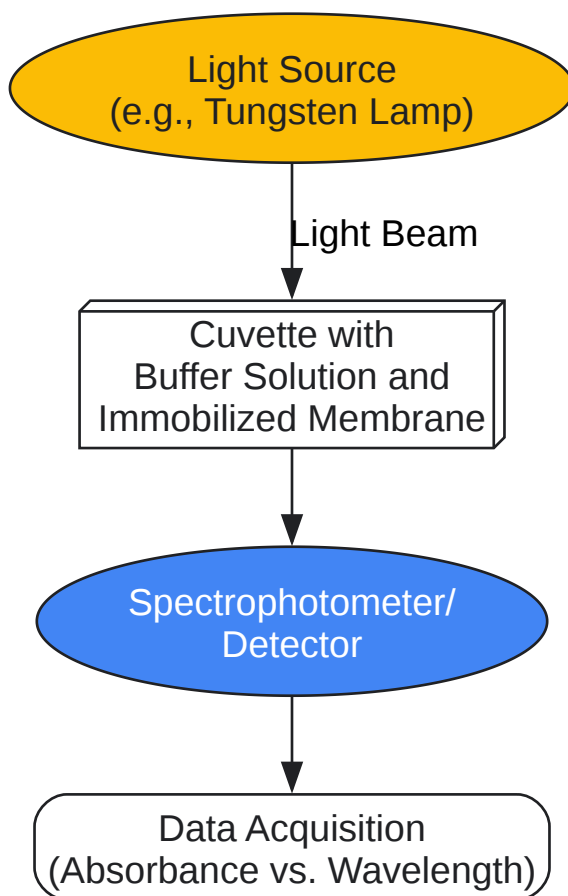 Light Source
(e.g., Tungsten Lamp)
Light Beam
Cuvette with
Buffer Solution and
Immobilized Membrane
Spectrophotometer/
Detector
Data Acquisition
(Absorbance vs. Wavelength)